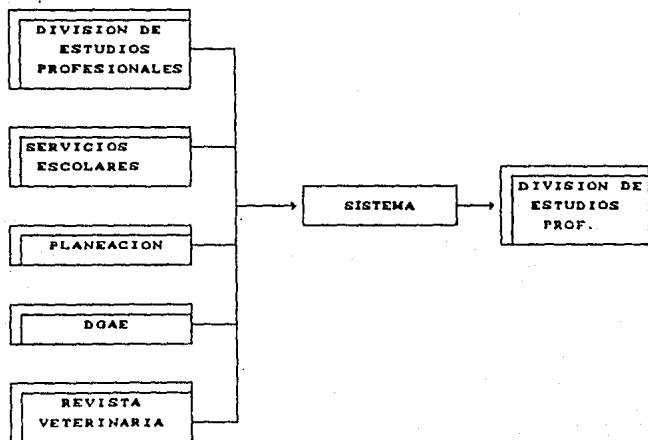 DIVISION DE
ESTUDIOS
PROFESIONALES
SERVICIOS
ESCOLARES
PLANEACION
DGAE
REVISTA
VETERINARIA
SISTEMA
DIVISION DE
ESTUDIOS
PROF.